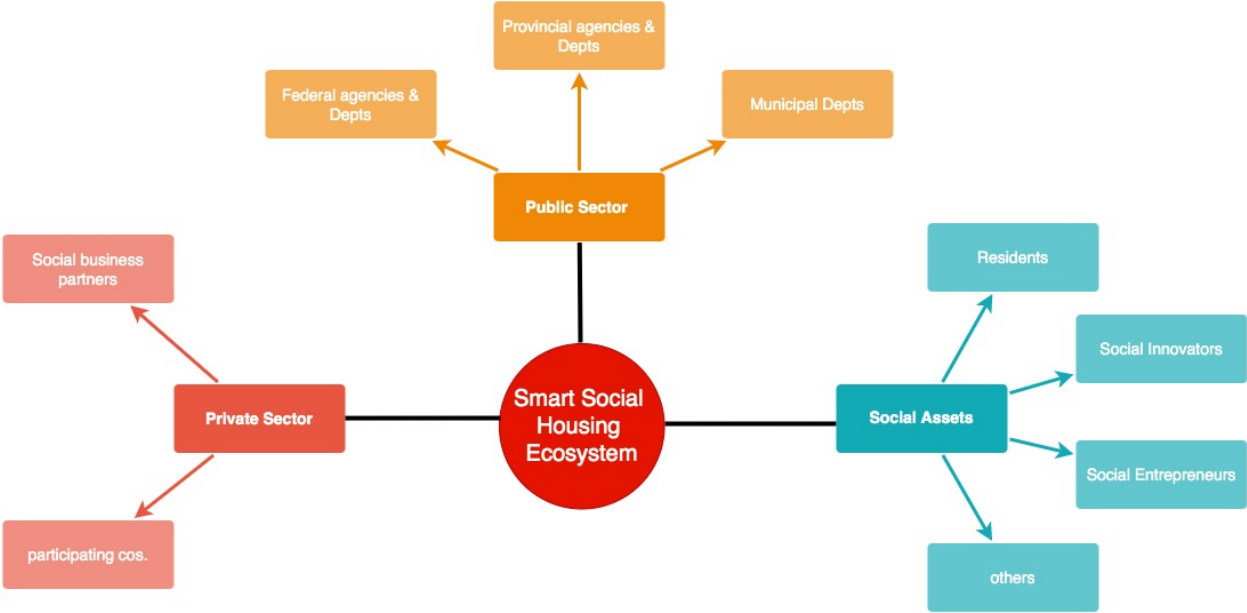 Provincial agencies &
Depts
Federal agencies &
Depts
Municipal Depts
Public Sector
Social business
partners
Residents
Social Innovators
Private Sector
Smart Social
Housing
Ecosystem
Social Assets
Social Entrepreneurs
participating cos.
others